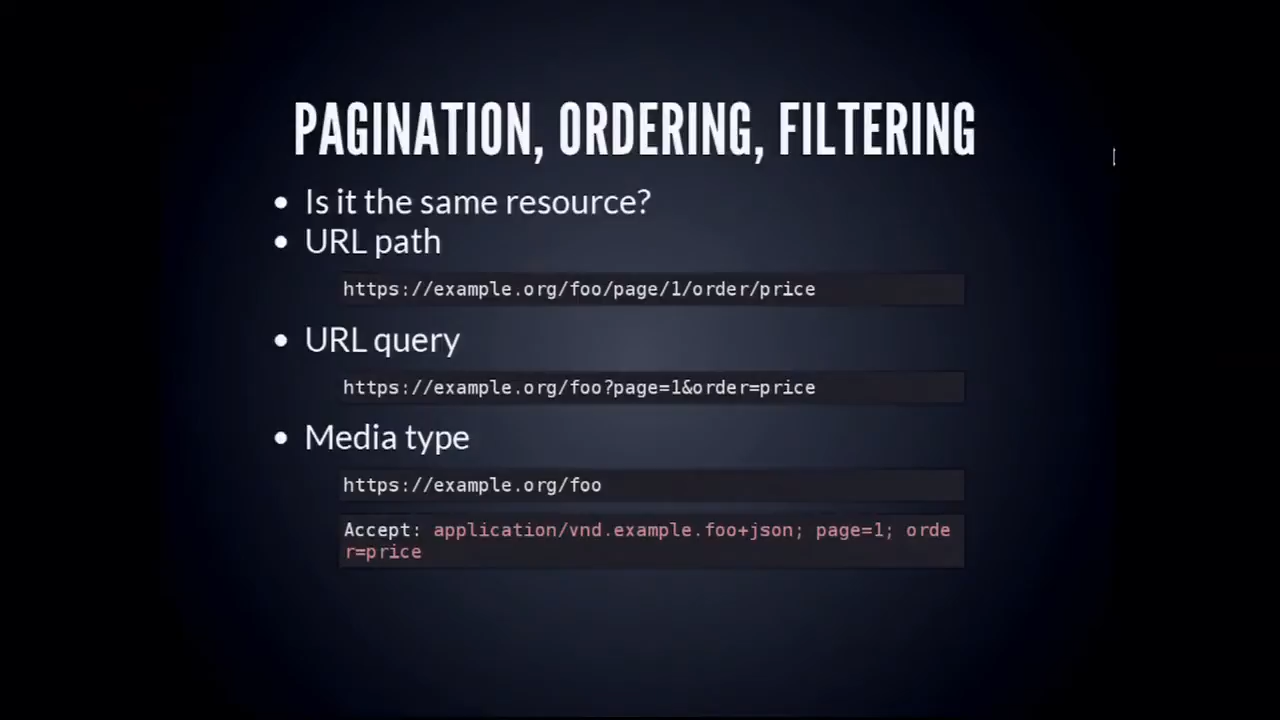 PAGINATION, ORDERING, FILTERING
Is it the same resource?
URL path
https://example.org/foo/page/1/order/price
URL query
https://example.org/foo?page=1&order=price
Media type
https://example.org/foo
Accept: application/vnd.example.foo+json; page=1; orde
r=price